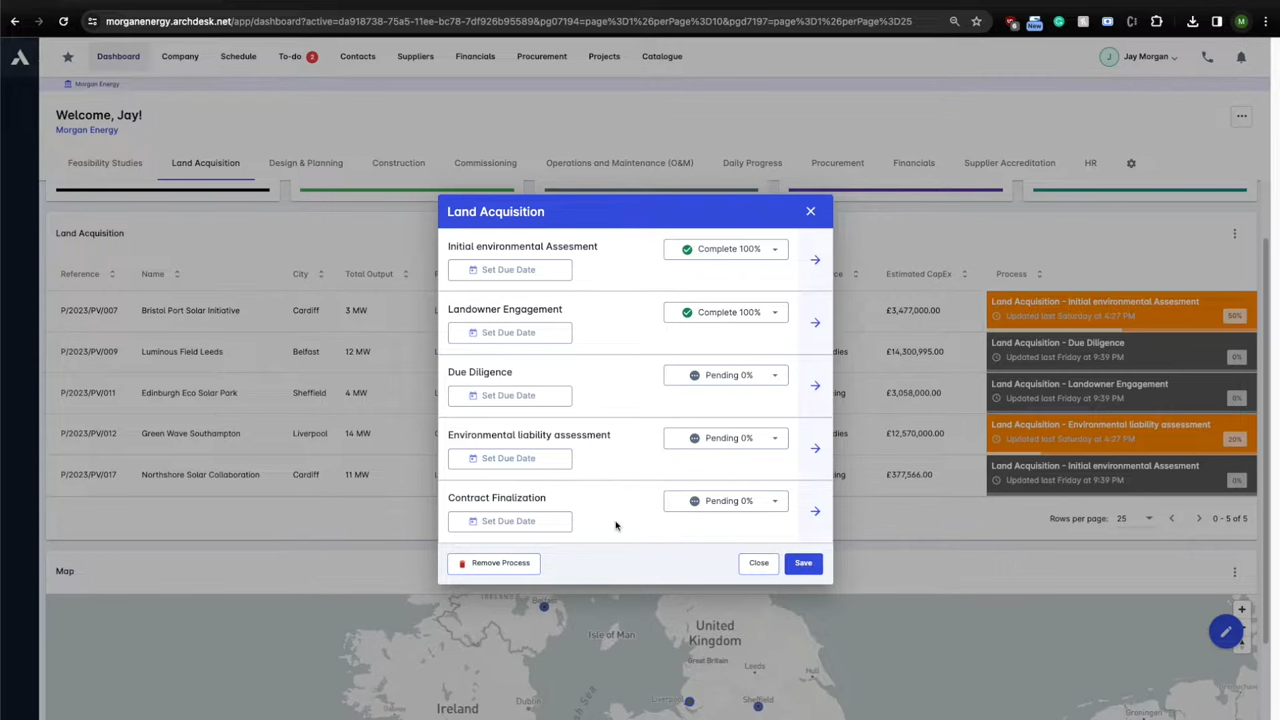 morganenergy.archdesk.net/app/dashboard?active=da918738-75a5-11ee-bc78-7df926b95589&pg07194=page%3D1%26perPage%3D10&pgd7197=page%3D1%26perPage%3D25
6 New M
Dashboard Company Schedule To-do 2 Contacts Suppliers Financials Procurement Projects Catalogue J Jay Morgan
Morgan Energy
Welcome, Jay!
Morgan Energy
Feasibility Studies Land Acquisition Design & Planning Construction Commissioning Operations and Maintenance (O&M) Daily Progress Procurement Financials Supplier Accreditation HR
Land Acquisition
Reference Name City Total Output Estimated CapEx Process
P/2023/PV/007 Bristol Port Solar Initiative Cardiff 3 MW £3,477,000.00 Land Acquisition - Initial environmental Assesment
Updated last Saturday at 4:27 PM 50%
P/2023/PV/009 Luminous Field Leeds Belfast 12 MW £14,300,995.00 Land Acquisition - Due Diligence
Updated last Friday at 9:39 PM 0%
P/2023/PV/011 Edinburgh Eco Solar Park Sheffield 4 MW £3,058,000.00 Land Acquisition - Landowner Engagement
Updated last Friday at 9:39 PM 0%
P/2023/PV/012 Green Wave Southampton Liverpool 14 MW £12,570,000.00 Land Acquisition - Environmental liability assessment
Updated last Saturday at 4:27 PM 20%
P/2023/PV/017 Northshore Solar Collaboration Cardiff 11 MW £377,566.00 Land Acquisition - Initial environmental Assesment
Updated last Friday at 9:39 PM 0%
Rows per page: 25 0 - 5 of 5
Land Acquisition
Initial environmental Assesment Complete 100%
Set Due Date
Landowner Engagement Complete 100%
Set Due Date
Due Diligence Pending 0%
Set Due Date
Environmental liability assessment Pending 0%
Set Due Date
Contract Finalization Pending 0%
Set Due Date
Remove Process Close Save
Map
IRELAND
Belfast
Isle of Man
United
Kingdom
Great Britain
Leeds
Dublin
Ireland
Liverpool
Sheffield
Groningen